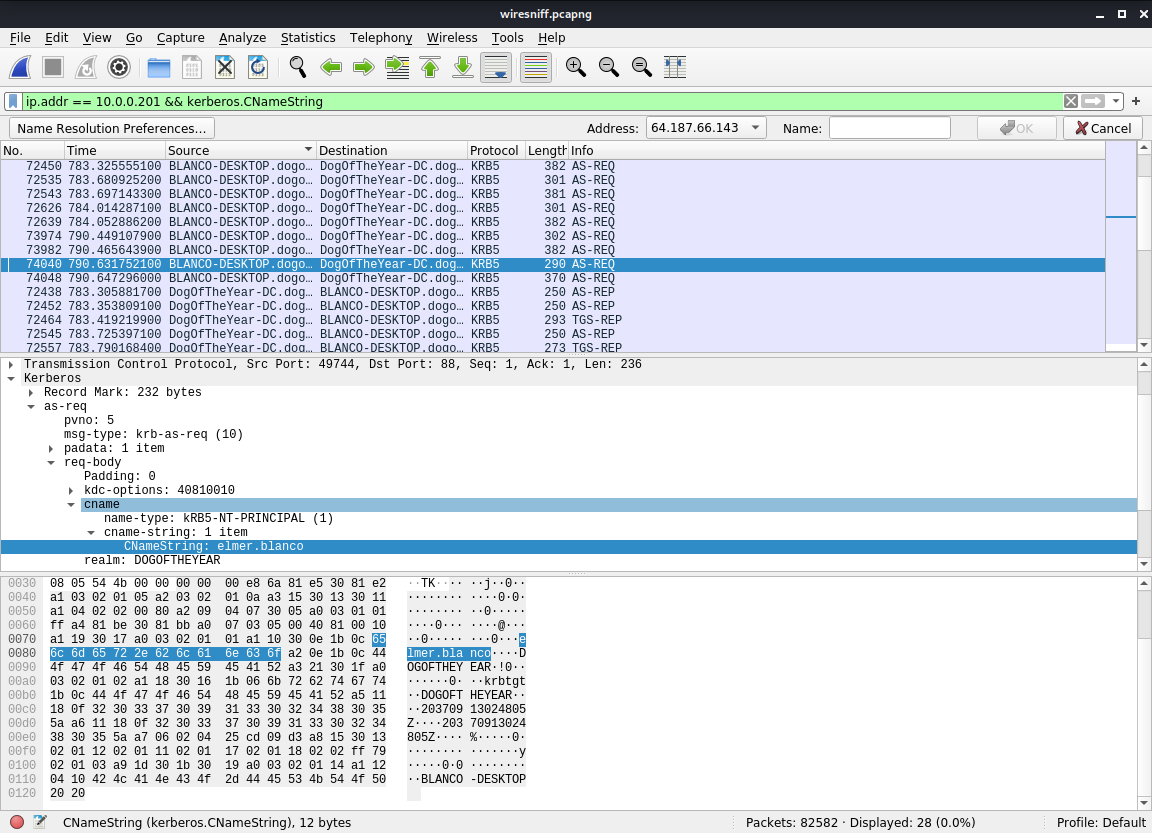 wiresniff.pcapng
File Edit View Go Capture Analyze Statistics Telephony Wireless Tools Help
ip.addr == 10.0.0.201 && kerberos.CNameString
Name Resolution Preferences... Address: 64.187.66.143 Name: OK Cancel
No. Time Source Destination Protocol Length Info
72450 783.325555100 BLANCO-DESKTOP.dogo… DogOfTheYear-DC.dog… KRB5 382 AS-REQ
72535 783.680925200 BLANCO-DESKTOP.dogo… DogOfTheYear-DC.dog… KRB5 301 AS-REQ
72543 783.697143300 BLANCO-DESKTOP.dogo… DogOfTheYear-DC.dog… KRB5 381 AS-REQ
72626 784.014287100 BLANCO-DESKTOP.dogo… DogOfTheYear-DC.dog… KRB5 301 AS-REQ
72639 784.052886200 BLANCO-DESKTOP.dogo… DogOfTheYear-DC.dog… KRB5 382 AS-REQ
73974 790.449107900 BLANCO-DESKTOP.dogo… DogOfTheYear-DC.dog… KRB5 302 AS-REQ
73982 790.465643900 BLANCO-DESKTOP.dogo… DogOfTheYear-DC.dog… KRB5 382 AS-REQ
74040 790.631752100 BLANCO-DESKTOP.dogo… DogOfTheYear-DC.dog… KRB5 290 AS-REQ
74048 790.647296000 BLANCO-DESKTOP.dogo… DogOfTheYear-DC.dog… KRB5 370 AS-REQ
72438 783.305881700 DogOfTheYear-DC.dog… BLANCO-DESKTOP.dogo… KRB5 250 AS-REP
72452 783.353809100 DogOfTheYear-DC.dog… BLANCO-DESKTOP.dogo… KRB5 250 AS-REP
72464 783.419219900 DogOfTheYear-DC.dog… BLANCO-DESKTOP.dogo… KRB5 293 TGS-REP
72545 783.725397100 DogOfTheYear-DC.dog… BLANCO-DESKTOP.dogo… KRB5 250 AS-REP
72557 783.790168400 DogOfTheYear-DC.dog… BLANCO-DESKTOP.dogo… KRB5 273 TGS-REP
Transmission Control Protocol, Src Port: 49744, Dst Port: 88, Seq: 1, Ack: 1, Len: 236
Kerberos
Record Mark: 232 bytes
as-req
pvno: 5
msg-type: krb-as-req (10)
padata: 1 item
req-body
Padding: 0
kdc-options: 40810010
cname
name-type: kRB5-NT-PRINCIPAL (1)
cname-string: 1 item
CNameString: elmer.blanco
realm: DOGOFTHEYEAR
0030 08 05 54 4b 00 00 00 00 00 e8 6a 81 e5 30 81 e2 ··TK···· ··j··0··
0040 a1 03 02 01 05 a2 03 02 01 0a a3 15 30 13 30 11 ········ ····0·0·
0050 a1 04 02 02 00 80 a2 09 04 07 30 05 a0 03 01 01 ········ ··0·····
0060 ff a4 81 be 30 81 bb a0 07 03 05 00 40 81 00 10 ····0··· ····@···
0070 a1 19 30 17 a0 03 02 01 01 a1 10 30 0e 1b 0c 65 ··0····· ···0···e
0080 6c 6d 65 72 2e 62 6c 61 6e 63 6f a2 0e 1b 0c 44 lmer.bla nco····D
0090 4f 47 4f 46 54 48 45 59 45 41 52 a3 21 30 1f a0 OGOFTHEY EAR·!0··
00a0 03 02 01 02 a1 18 30 16 1b 06 6b 72 62 74 67 74 ······0· ··krbtgt
00b0 1b 0c 44 4f 47 4f 46 54 48 45 59 45 41 52 a5 11 ··DOGOFT HEYEAR··
00c0 18 0f 32 30 33 37 30 39 31 33 30 32 34 38 30 35 ··203709 13024805
00d0 5a a6 11 18 0f 32 30 33 37 30 39 31 33 30 32 34 Z····203 70913024
00e0 38 30 35 5a a7 06 02 04 25 cd 09 d3 a8 15 30 13 805Z···· %·····0·
00f0 02 01 12 02 01 11 02 01 17 02 01 18 02 02 ff 79 ········ ·······y
0100 02 01 03 a9 1d 30 1b 30 19 a0 03 02 01 14 a1 12 ·····0·0 ········
0110 04 10 42 4c 41 4e 43 4f 2d 44 45 53 4b 54 4f 50 ··BLANCO -DESKTOP
0120 20 20
CNameString (kerberos.CNameString), 12 bytes Packets: 82582 · Displayed: 28 (0.0%) Profile: Default